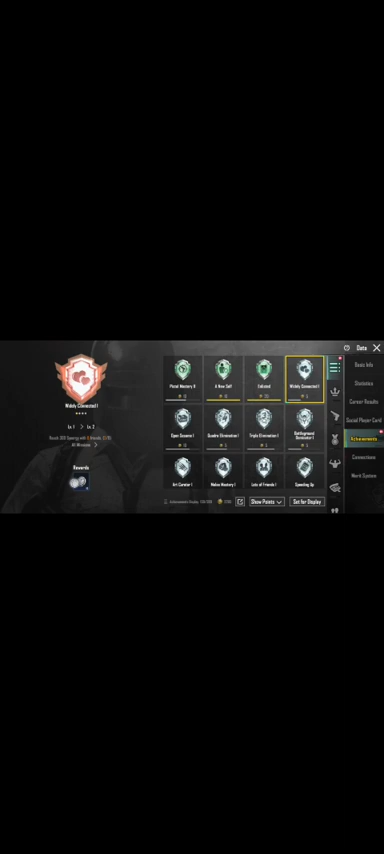 Data
Basic Info
Statistics
Career Results
Social Player Card
Achievements
Connections
Merit System
Widely Connected I
Lv. 1 > Lv. 2
All Missions >
Rewards
Pistol Mastery II
A New Self
Enlisted
Widely Connected I
Open Season I
Quadra Elimination I
Triple Elimination I
Battleground
Dominator I
Art Curator I
Melee Mastery I
Lots of Friends I
Speeding Up
Show Points
Set for Display